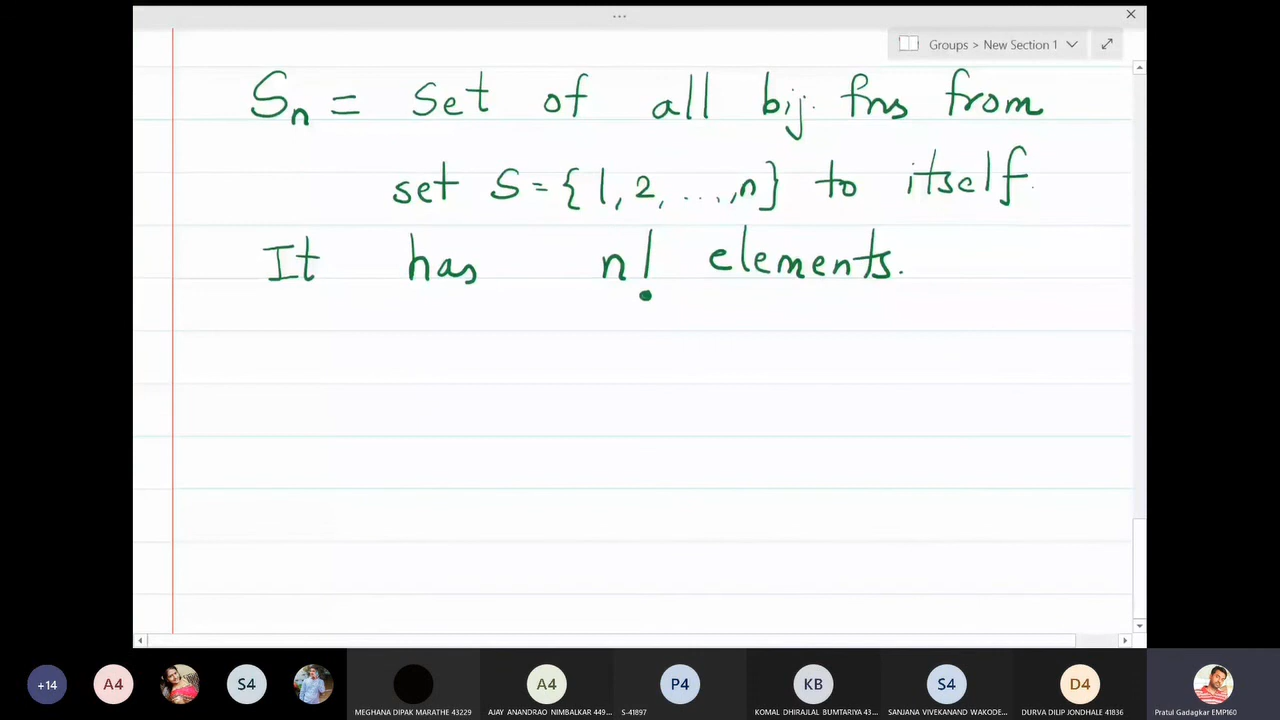 ...
Groups > New Section 1
Sn = Set of all bij. fns from
set S = {1, 2, ..., n} to itself.
It has n! elements.
+14 A4 S4 A4 P4 KB S4 D4
MEGHANA DIPAK MARATHE 43229 AJAY ANANDRAO NIMBALKAR 449... S-41897 KOMAL DHIRAJLAL BUMTARIYA 43... SANJANA VIVEKANAND WAKODE... DURVA DILIP JONDHALE 41836 Pratul Gadagkar EMP160